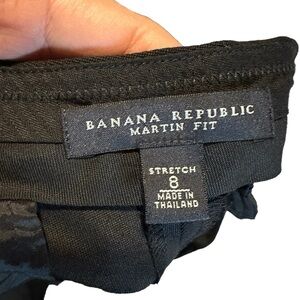 BANANA REPUBLIC
MARTIN FIT
STRETCH
8
MADE IN
THAILAND